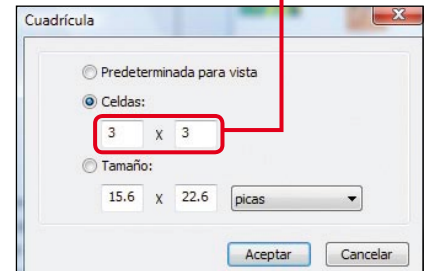 Cuadrícula
Predeterminada para vista
Celdas:
3 X 3
Tamaño:
15.6 X 22.6 picas
Aceptar Cancelar